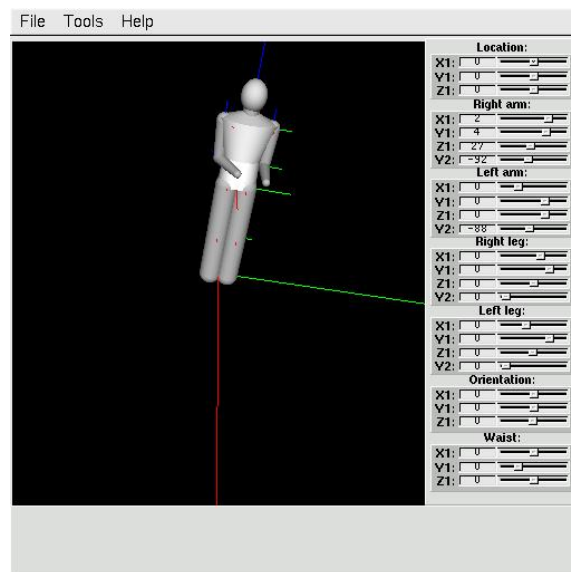 File Tools Help
Location:
X1: 0
Y1: 0
Z1: 0
Right arm:
X1: 2
Y1: 4
Z1: 27
Y2: -92
Left arm:
X1: 0
Y1: 0
Z1: 0
Y2: -88
Right leg:
X1: 0
Y1: 0
Z1: 0
Y2: 0
Left leg:
X1: 0
Y1: 0
Z1: 0
Y2: 0
Orientation:
X1: 0
Y1: 0
Z1: 0
Waist:
X1: 0
Y1: 0
Z1: 0